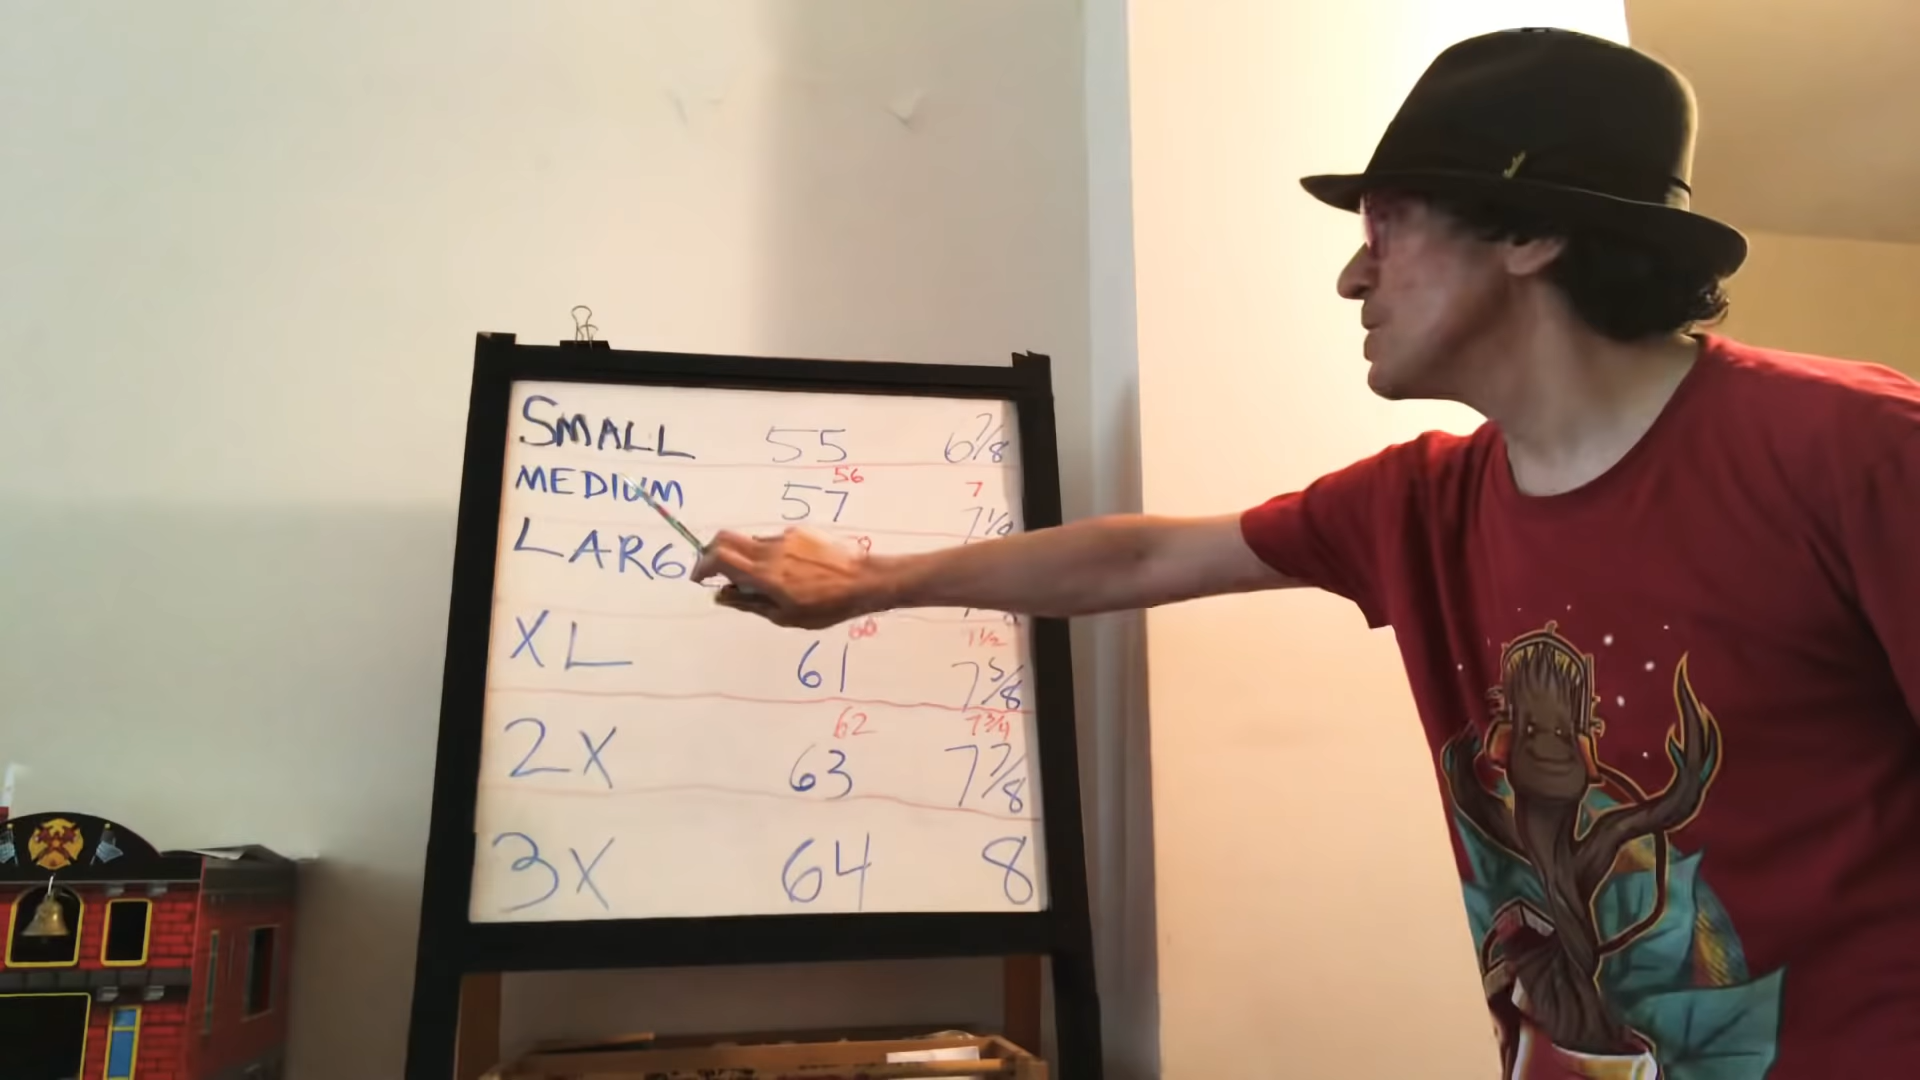 SMALL 55 6 7/8
56 7
MEDIUM 57 7 1/8
LARG
60 7 1/2
XL 61 7 5/8
62 7 3/4
2X 63 7 7/8
3X 64 8